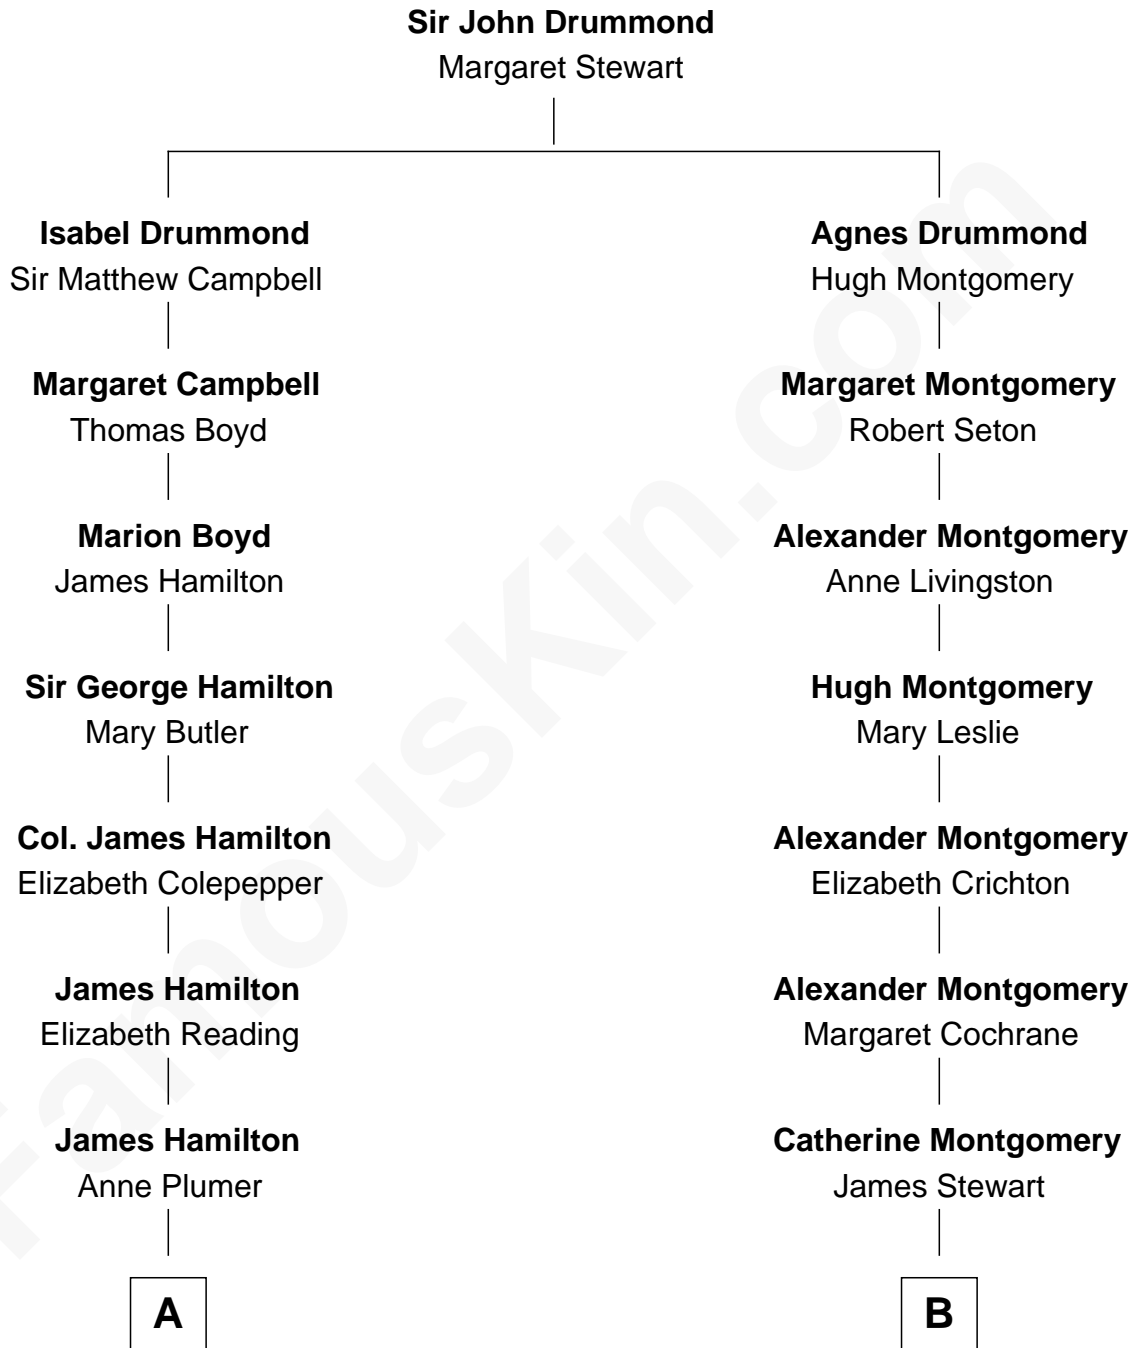 Sir John Drummond
Margaret Stewart
Isabel Drummond
Sir Matthew Campbell
Margaret Campbell
Thomas Boyd
Marion Boyd
James Hamilton
Sir George Hamilton
Mary Butler
Col. James Hamilton
Elizabeth Colepepper
James Hamilton
Elizabeth Reading
James Hamilton
Anne Plumer
A
Agnes Drummond
Hugh Montgomery
Margaret Montgomery
Robert Seton
Alexander Montgomery
Anne Livingston
Hugh Montgomery
Mary Leslie
Alexander Montgomery
Elizabeth Crichton
Alexander Montgomery
Margaret Cochrane
Catherine Montgomery
James Stewart
B
FamousKin.com